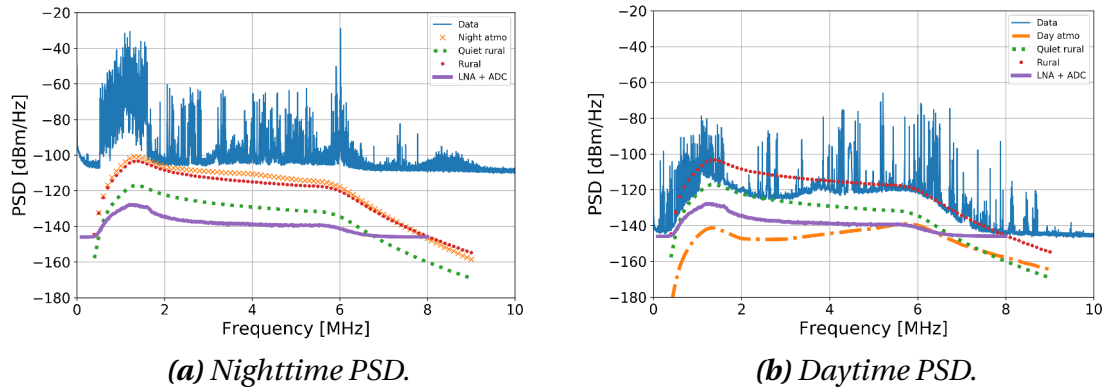 −20
−40
−60
−80
−100
−120
−140
−160
−180
PSD [dBm/Hz]
0
2
4
6
8
10
Frequency [MHz]
Data
Night atmo
Quiet rural
Rural
LNA + ADC
(a) Nighttime PSD.
−20
−40
−60
−80
−100
−120
−140
−160
−180
PSD [dBm/Hz]
0
2
4
6
8
10
Frequency [MHz]
Data
Day atmo
Quiet rural
Rural
LNA + ADC
(b) Daytime PSD.